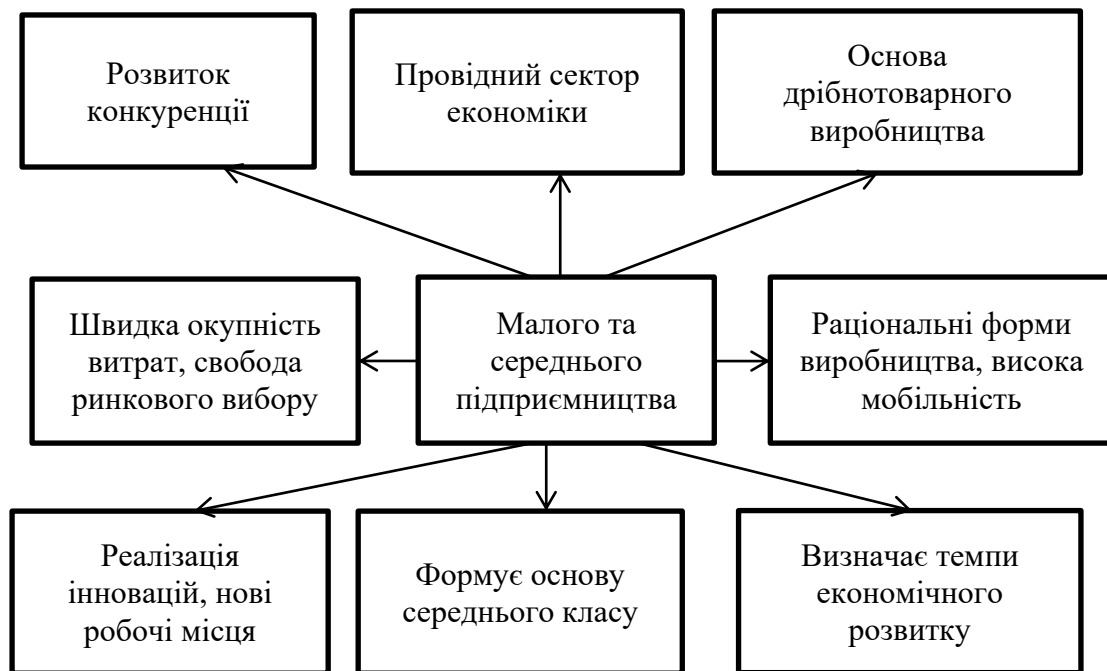 Розвиток
конкуренції
Провідний сектор
економіки
Основа
дрібнотоварного
виробництва
Швидка окупність
витрат, свобода
ринкового вибору
Малого та
середнього
підприємництва
Раціональні форми
виробництва, висока
мобільність
Реалізація
інновацій, нові
робочі місця
Формує основу
середнього класу
Визначає темпи
економічного
розвитку